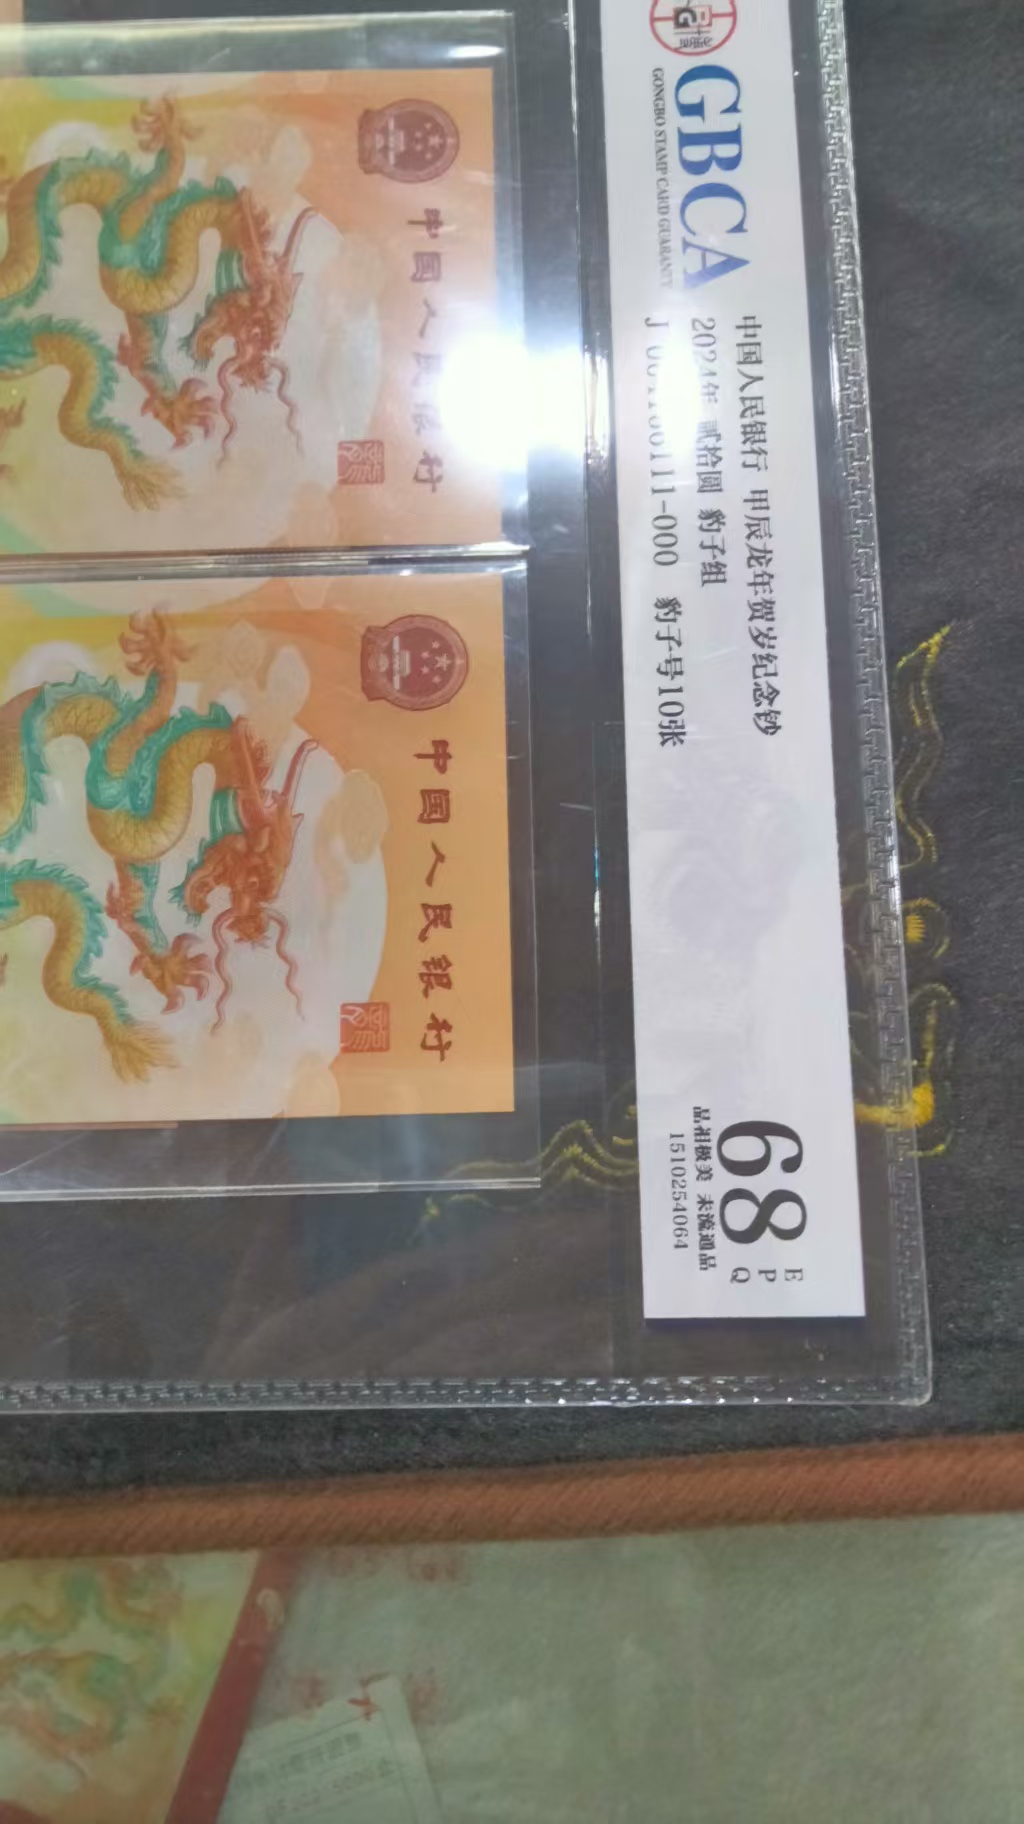 GBCA
GONGBO STAMP CARD GUARANTY
中国人民银行 甲辰龙年贺岁纪念钞
2024年 贰拾圆 豹子组
111-000 豹子号10张
68
E
P
Q
品相极美 未流通品
1510254064
中国人民银行
中国人民银行